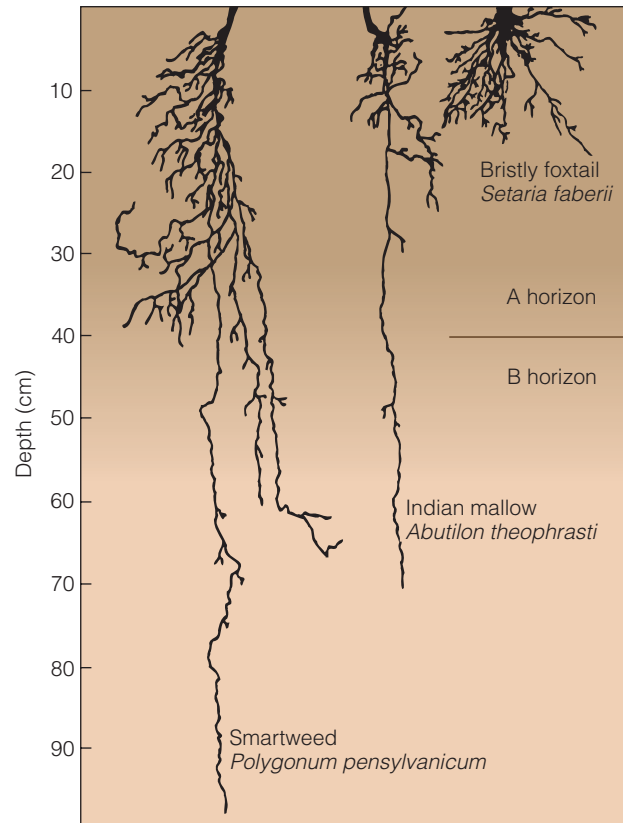 10
20
30
40
50
60
70
80
90
Depth (cm)
Bristly foxtail
Setaria faberii
A horizon
B horizon
Indian mallow
Abutilon theophrasti
Smartweed
Polygonum pensylvanicum